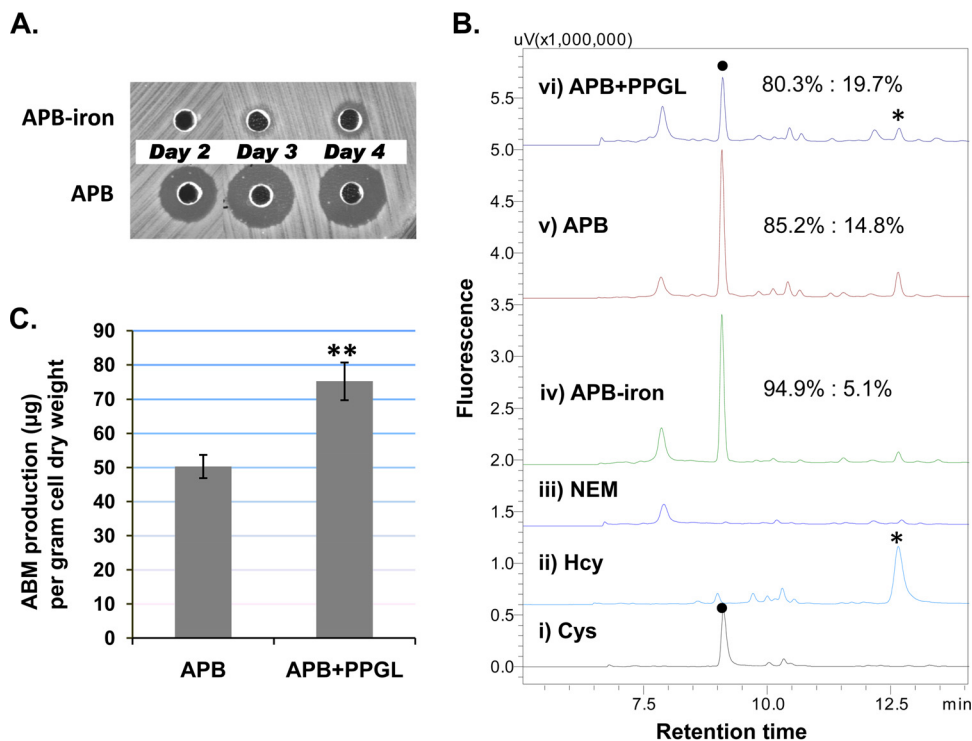 A.
APB-iron
Day 2 Day 3 Day 4
APB
B.
uV(x1,000,000)
vi) APB+PPGL 80.3% : 19.7%
*
5.5
5.0
v) APB 85.2% : 14.8%
4.5
4.0
3.5
iv) APB-iron 94.9% : 5.1%
3.0
2.5
2.0
iii) NEM
1.5
ii) Hcy
*
1.0
0.5
i) Cys
0.0
Fluorescence
7.5 10.0 12.5 min
Retention time
C.
90
80
70
60
50
40
30
20
10
0
**
ABM production (µg)
per gram cell dry weight
APB APB+PPGL